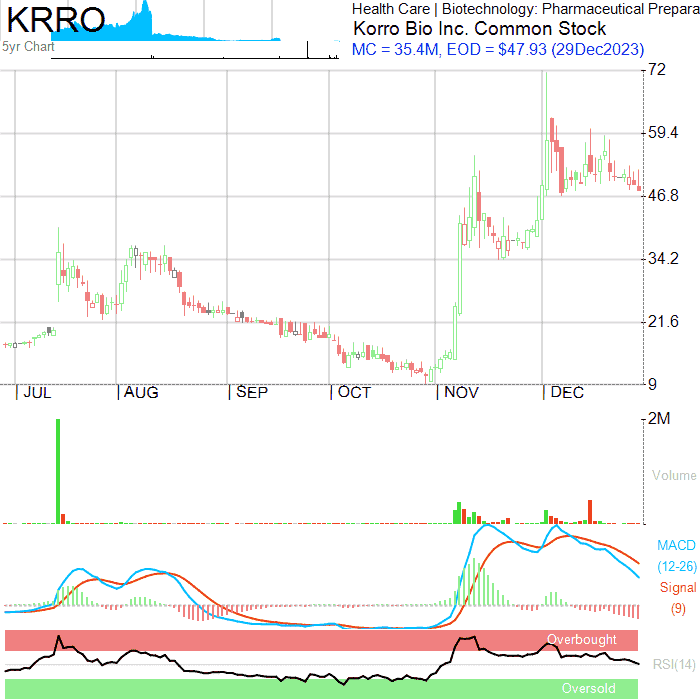 KRRO
Health Care | Biotechnology: Pharmaceutical Prepara
Korro Bio Inc. Common Stock
5yr Chart
MC = 35.4M, EOD = $47.93 (29Dec2023)
72
59.4
46.8
34.2
21.6
9
JUL AUG SEP OCT NOV DEC
2M
Volume
MACD
(12-26)
Signal
(9)
Overbought
RSI(14)
Oversold